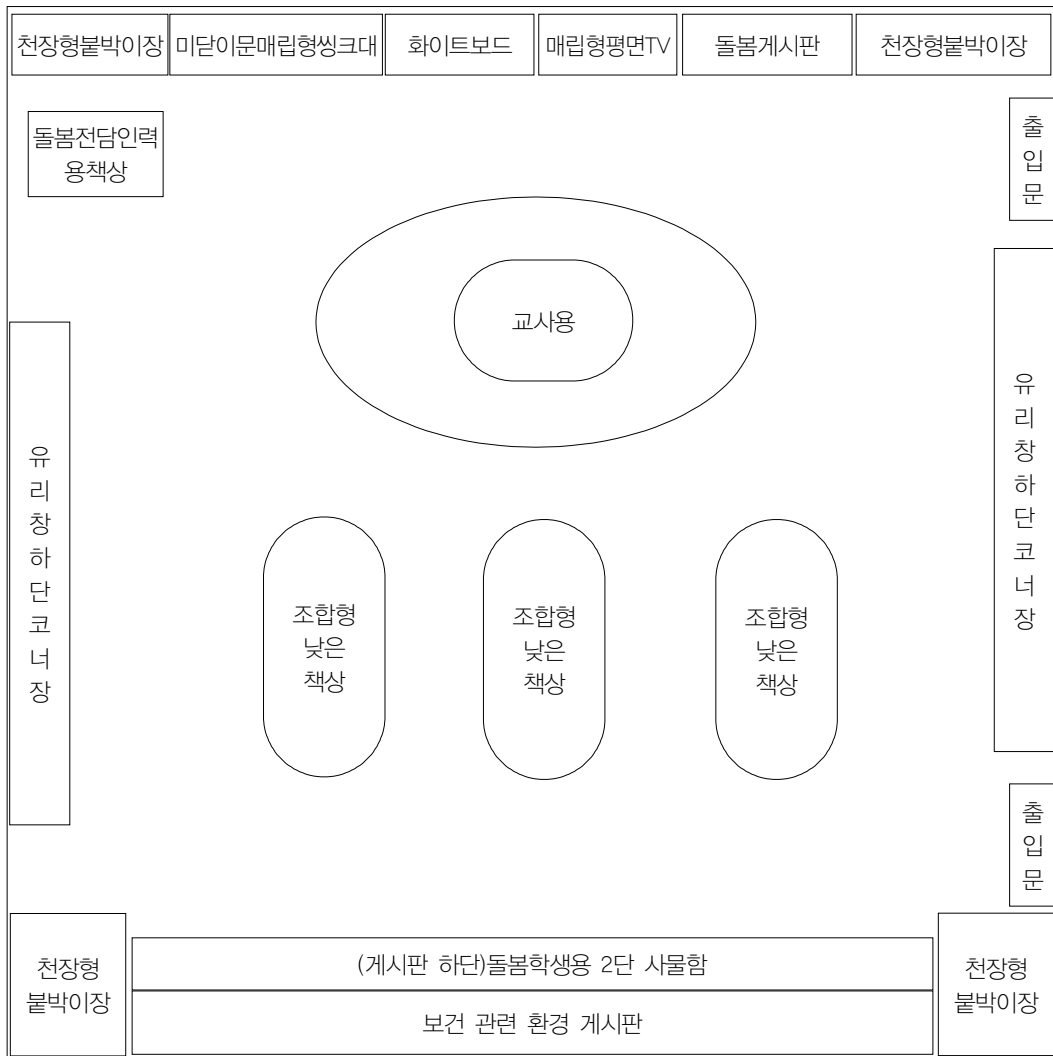 천장형붙박이장 미닫이문매립형씽크대 화이트보드 매립형평면TV 돌봄게시판 천장형붙박이장
돌봄전담인력
용책상
출
입
문
교사용
유
리
창
하
단
코
너
장
유
리
창
하
단
코
너
장
조합형
낮은
책상
조합형
낮은
책상
조합형
낮은
책상
출
입
문
천장형
붙박이장
(게시판 하단)돌봄학생용 2단 사물함
보건 관련 환경 게시판
천장형
붙박이장